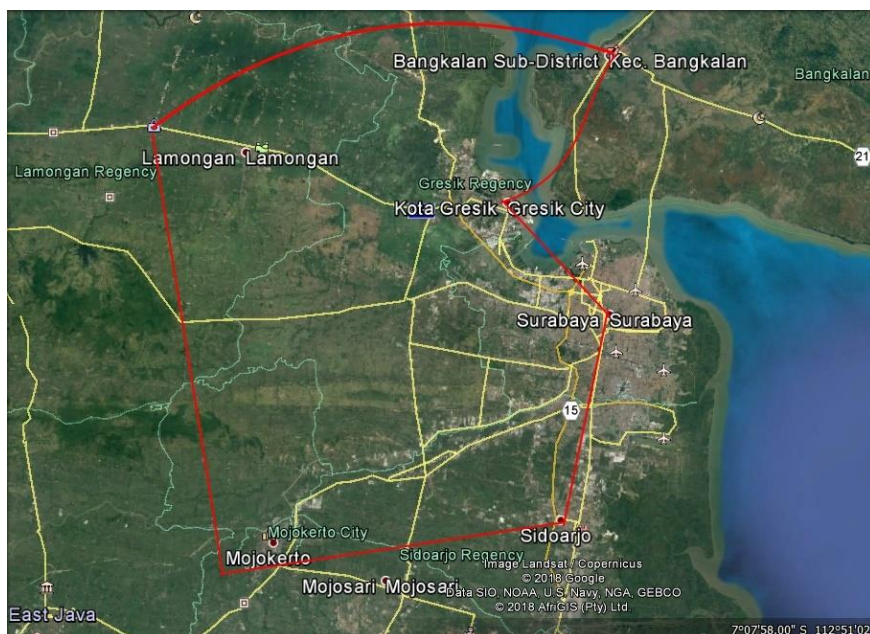 Bangkalan Sub-District Kec. Bangkalan
Bangkalan
21
Lamongan Lamongan
Lamongan Regency
Gresik Regency
Kota Gresik Gresik City
Surabaya Surabaya
15
Sidoarjo
Mojokerto City
Mojokerto
Sidoarjo Regency
Mojosari Mojosari
Image Landsat / Copernicus
© 2018 Google
Data SIO, NOAA, U.S. Navy, NGA, GEBCO
© 2018 AfriGIS (Pty) Ltd.
East Java
7°07'58.00" S 112°51'02